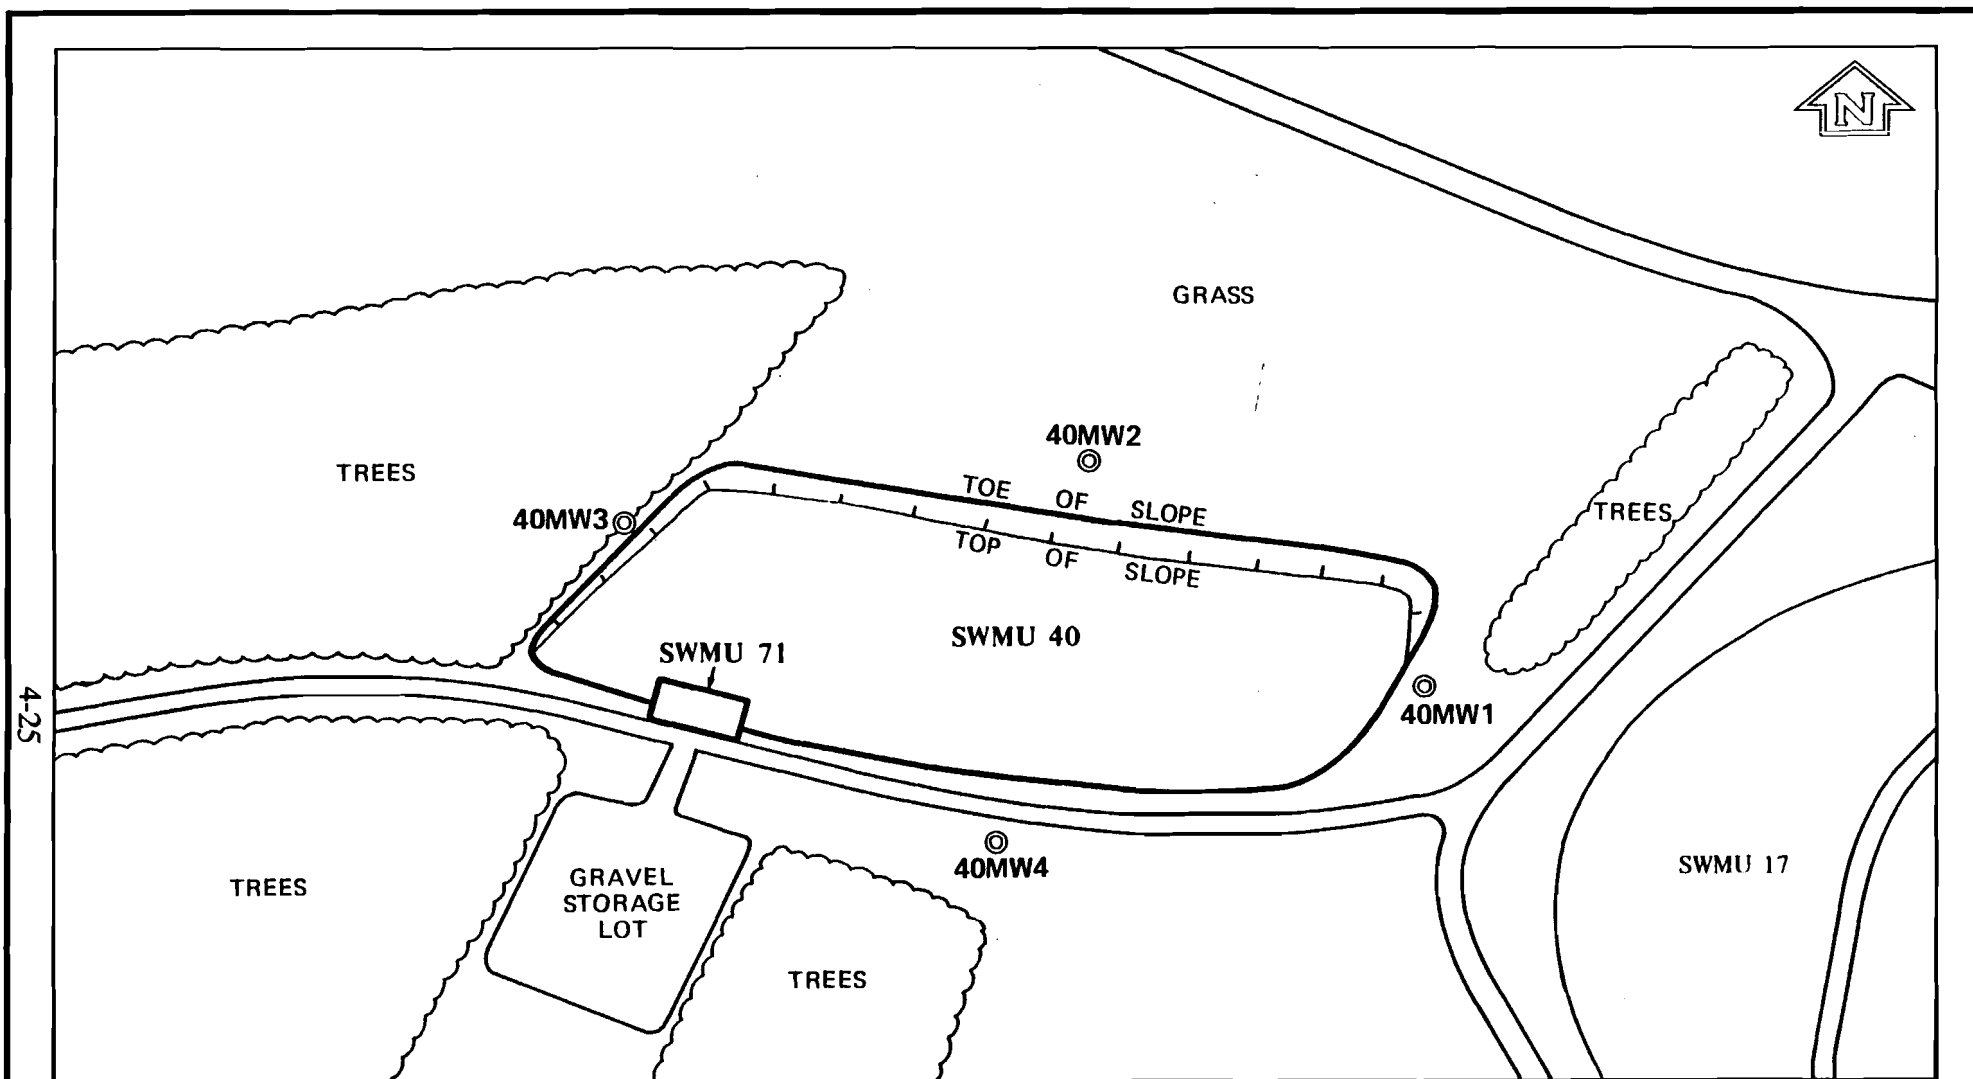 N
GRASS
40MW2
TREES
TOE OF SLOPE
TREES
40MW3
TOP OF SLOPE
SWMU 40
SWMU 71
40MW1
4-25
SWMU 17
40MW4
TREES
GRAVEL
STORAGE
LOT
TREES